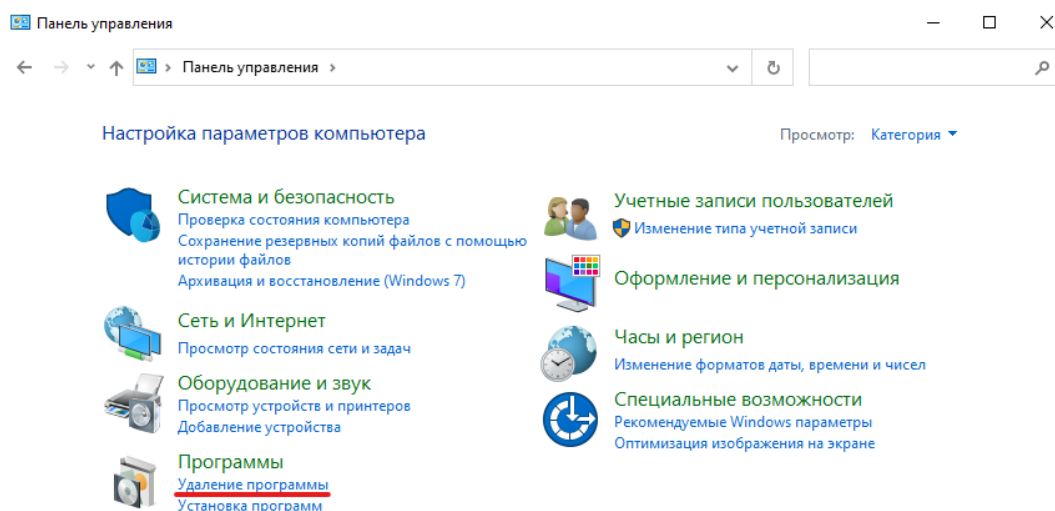 Панель управления
Панель управления
Настройка параметров компьютера
Просмотр: Категория
Система и безопасность
Проверка состояния компьютера
Сохранение резервных копий файлов с помощью
истории файлов
Архивация и восстановление (Windows 7)
Сеть и Интернет
Просмотр состояния сети и задач
Оборудование и звук
Просмотр устройств и принтеров
Добавление устройства
Программы
Удаление программы
Установка программ
Учетные записи пользователей
Изменение типа учетной записи
Оформление и персонализация
Часы и регион
Изменение форматов даты, времени и чисел
Специальные возможности
Рекомендуемые Windows параметры
Оптимизация изображения на экране